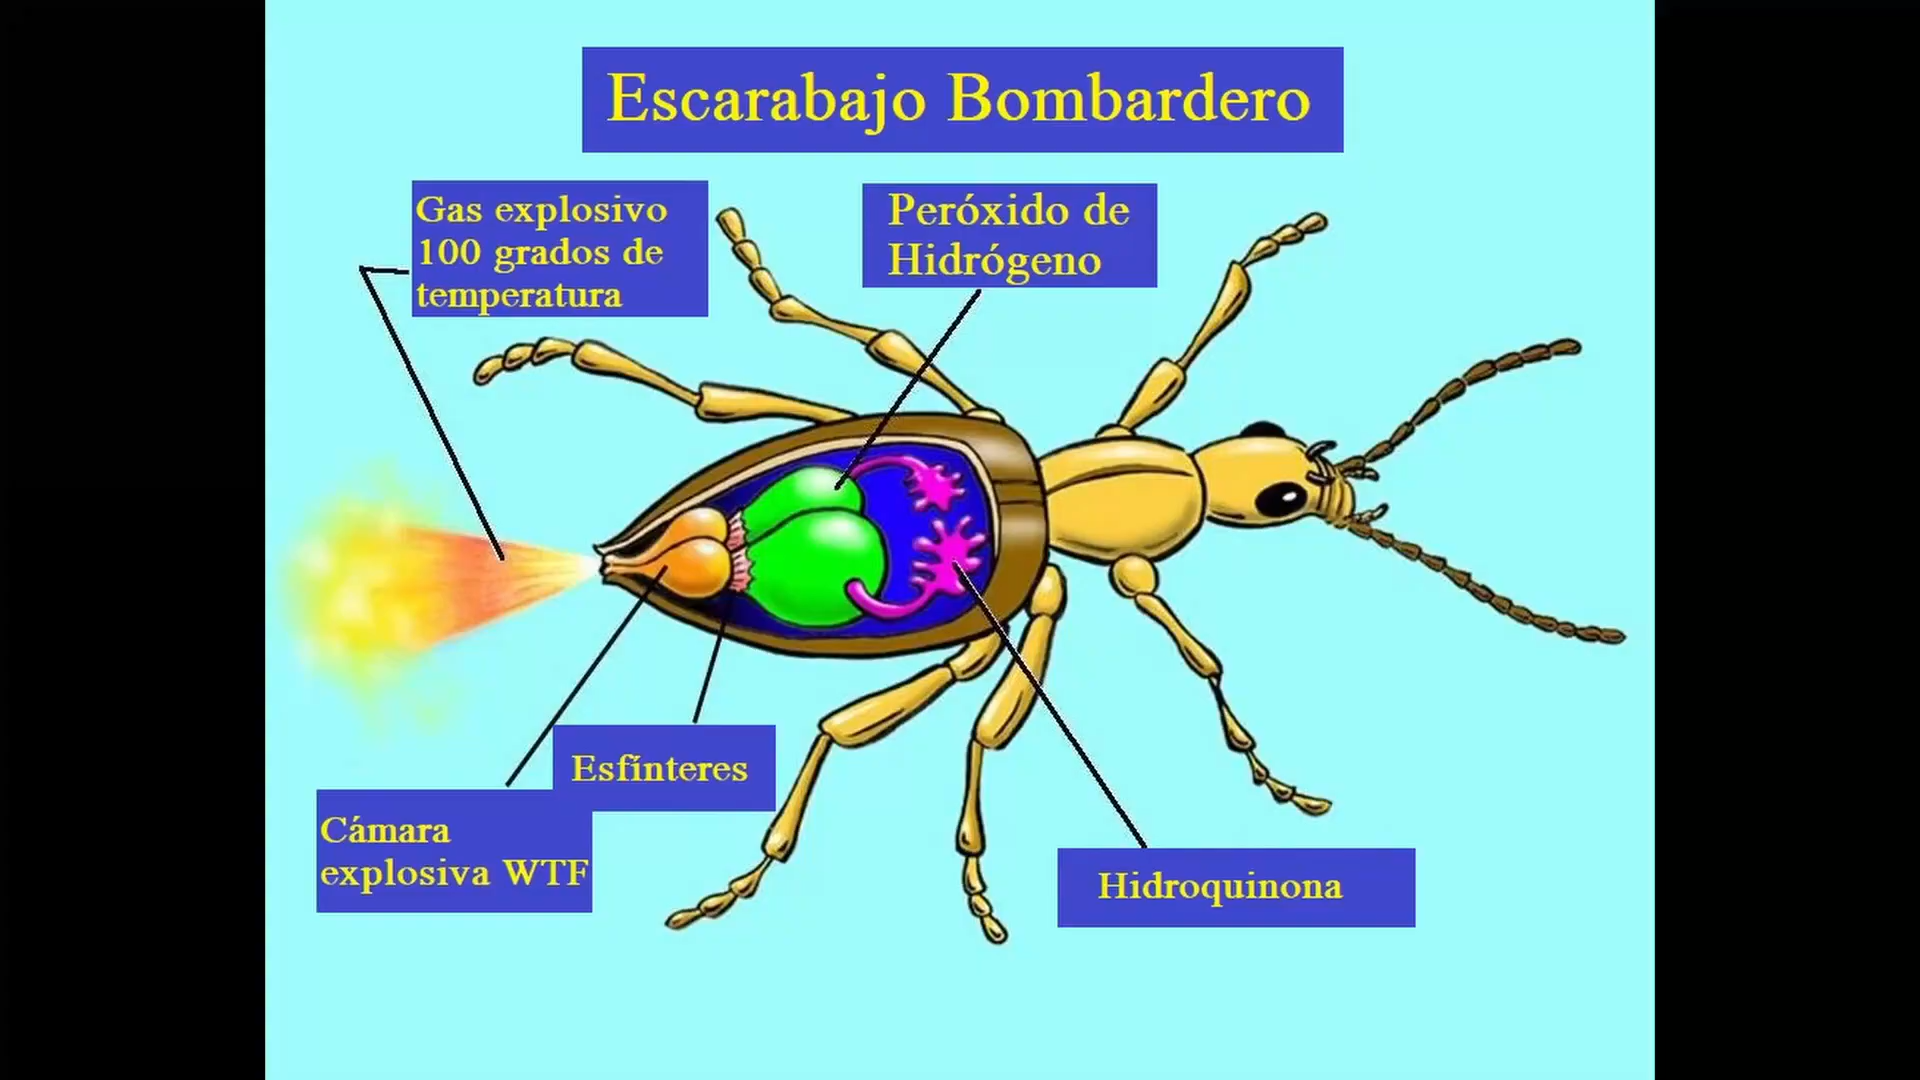 Escarabajo Bombardero
Gas explosivo
100 grados de
temperatura
Peróxido de
Hidrógeno
Esfínteres
Cámara
explosiva WTF
Hidroquinona